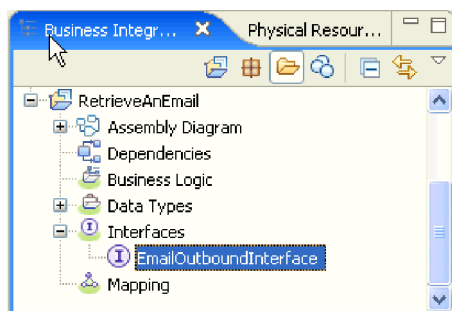 Business Integr... Physical Resour...
RetrieveAnEmail
Assembly Diagram
Dependencies
Business Logic
Data Types
Interfaces
EmailOutboundInterface
Mapping